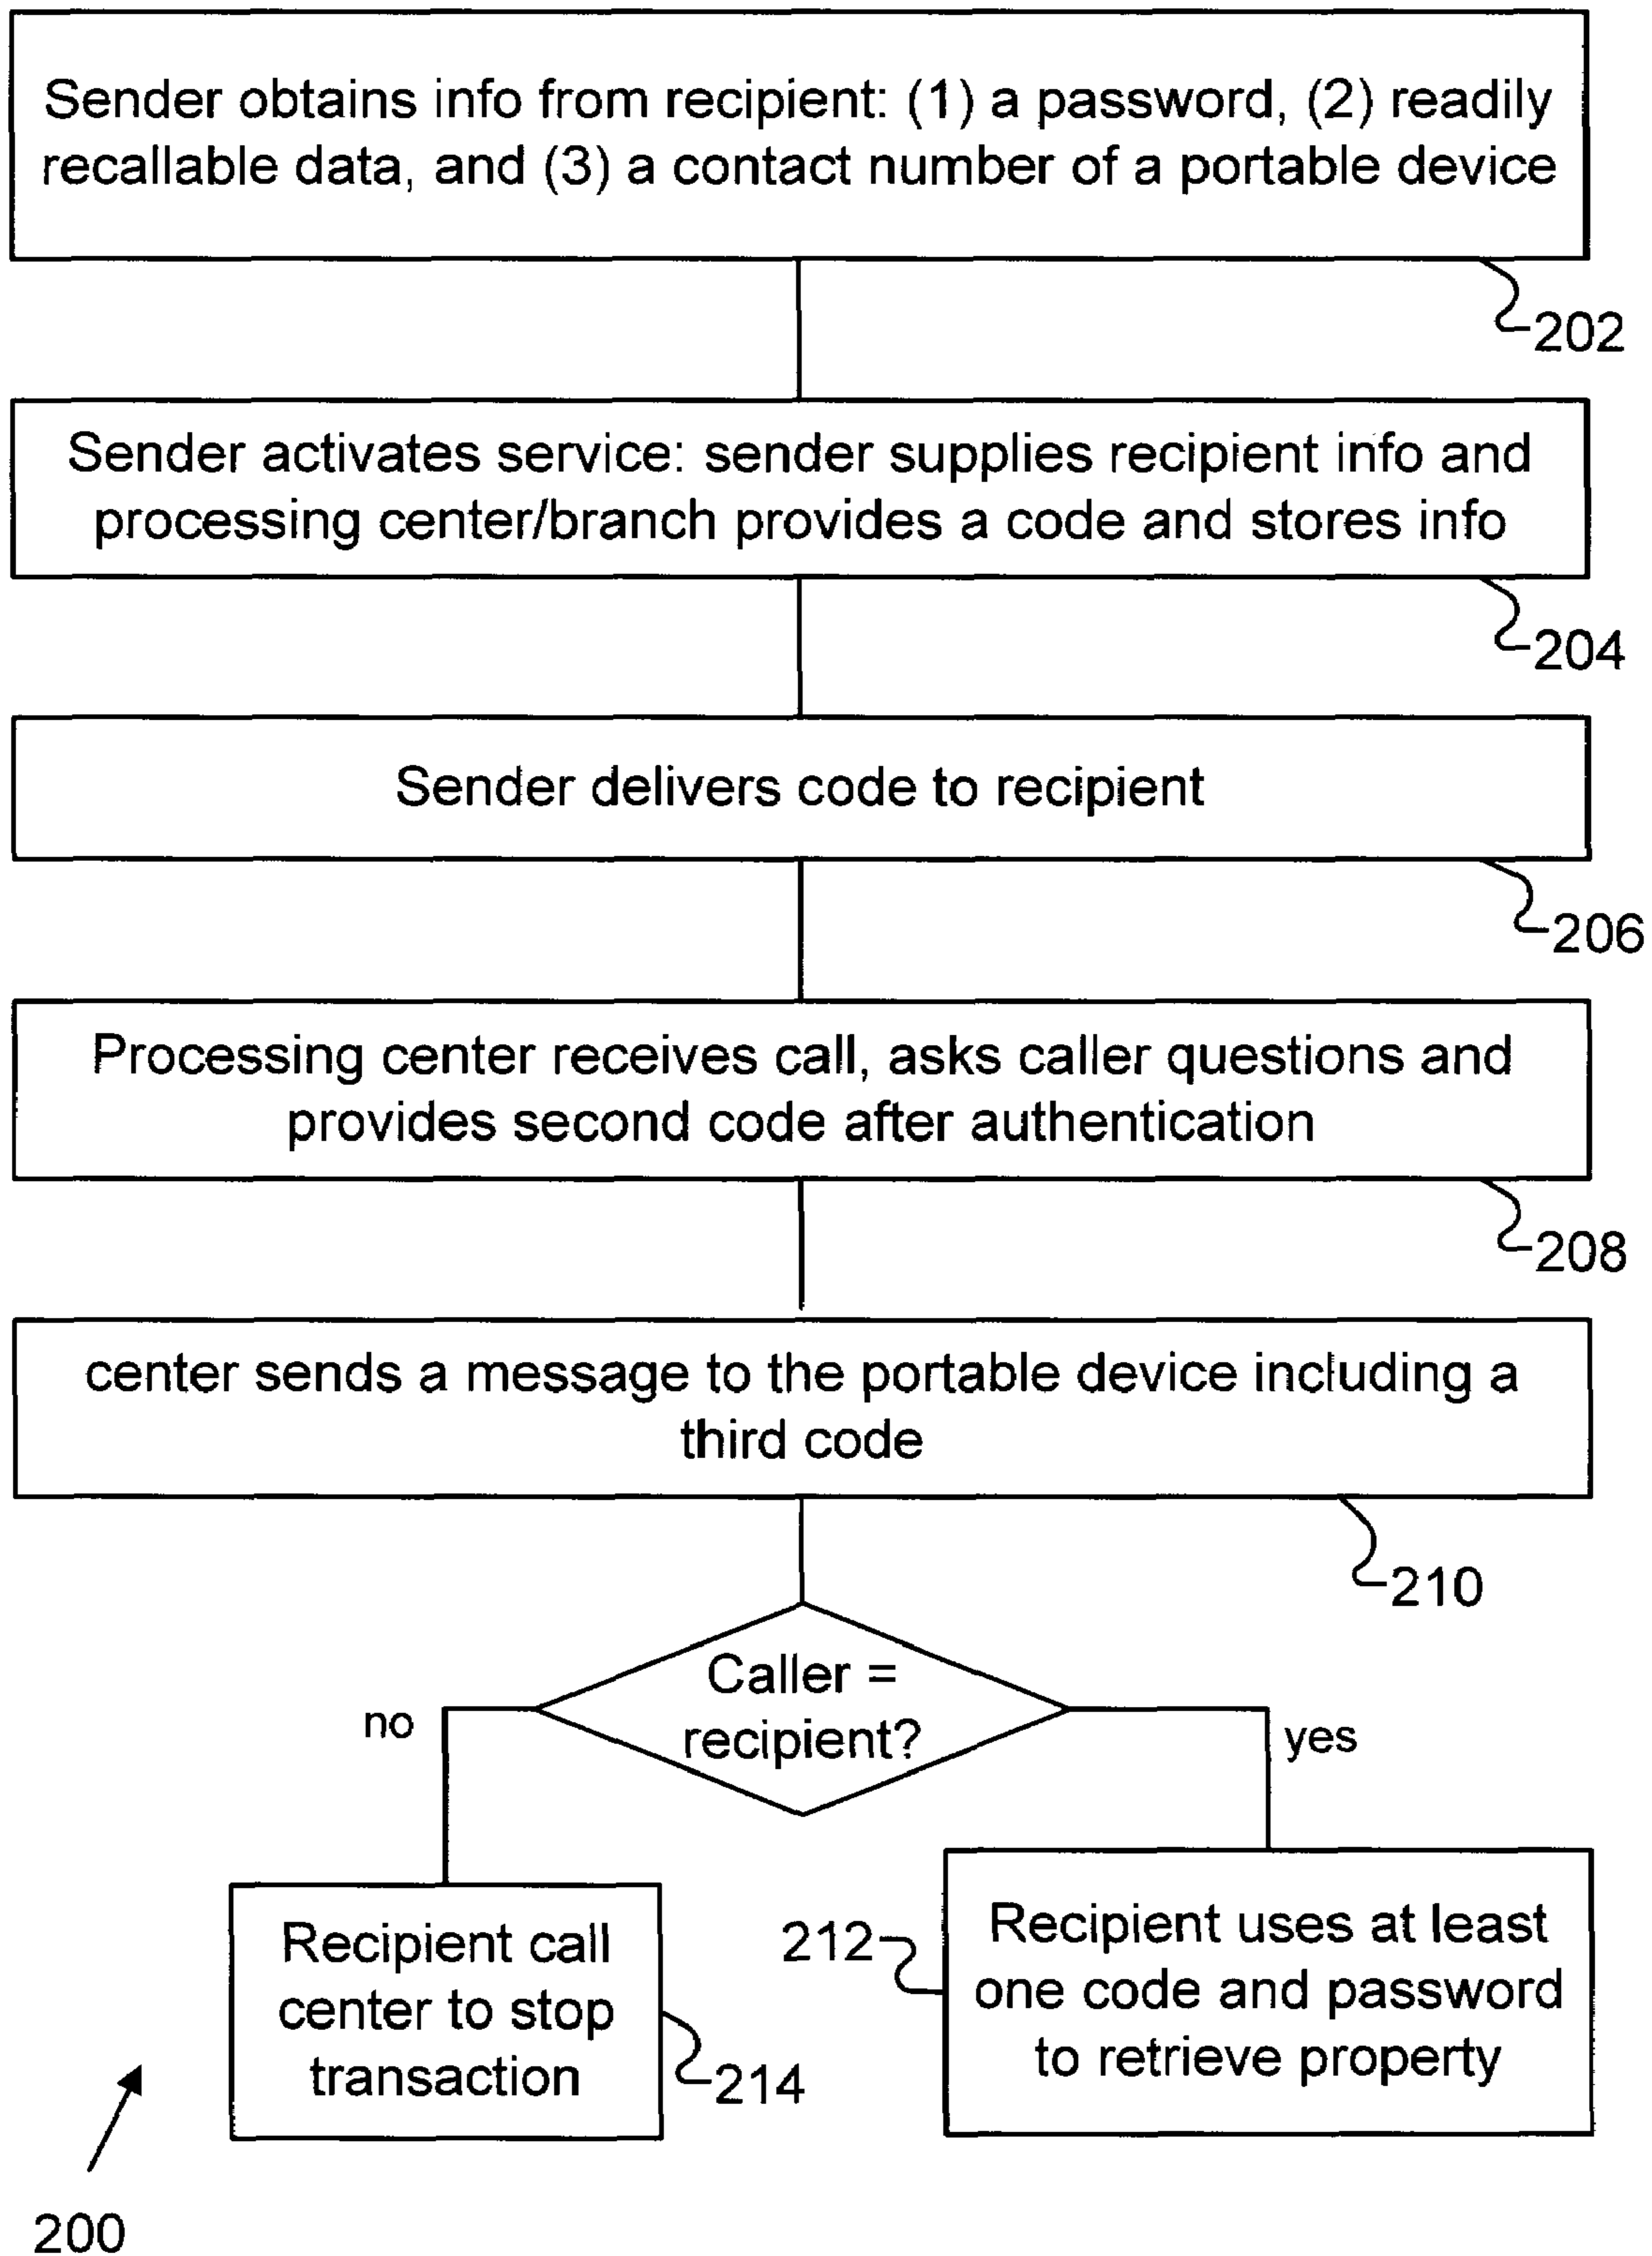 Sender obtains info from recipient: (1) a password, (2) readily
recallable data, and (3) a contact number of a portable device
202
Sender activates service: sender supplies recipient info and
processing center/branch provides a code and stores info
204
Sender delivers code to recipient
206
Processing center receives call, asks caller questions and
provides second code after authentication
208
center sends a message to the portable device including a
third code
210
Caller =
recipient?
no
yes
Recipient call
center to stop
transaction
214
212
Recipient uses at least
one code and password
to retrieve property
200